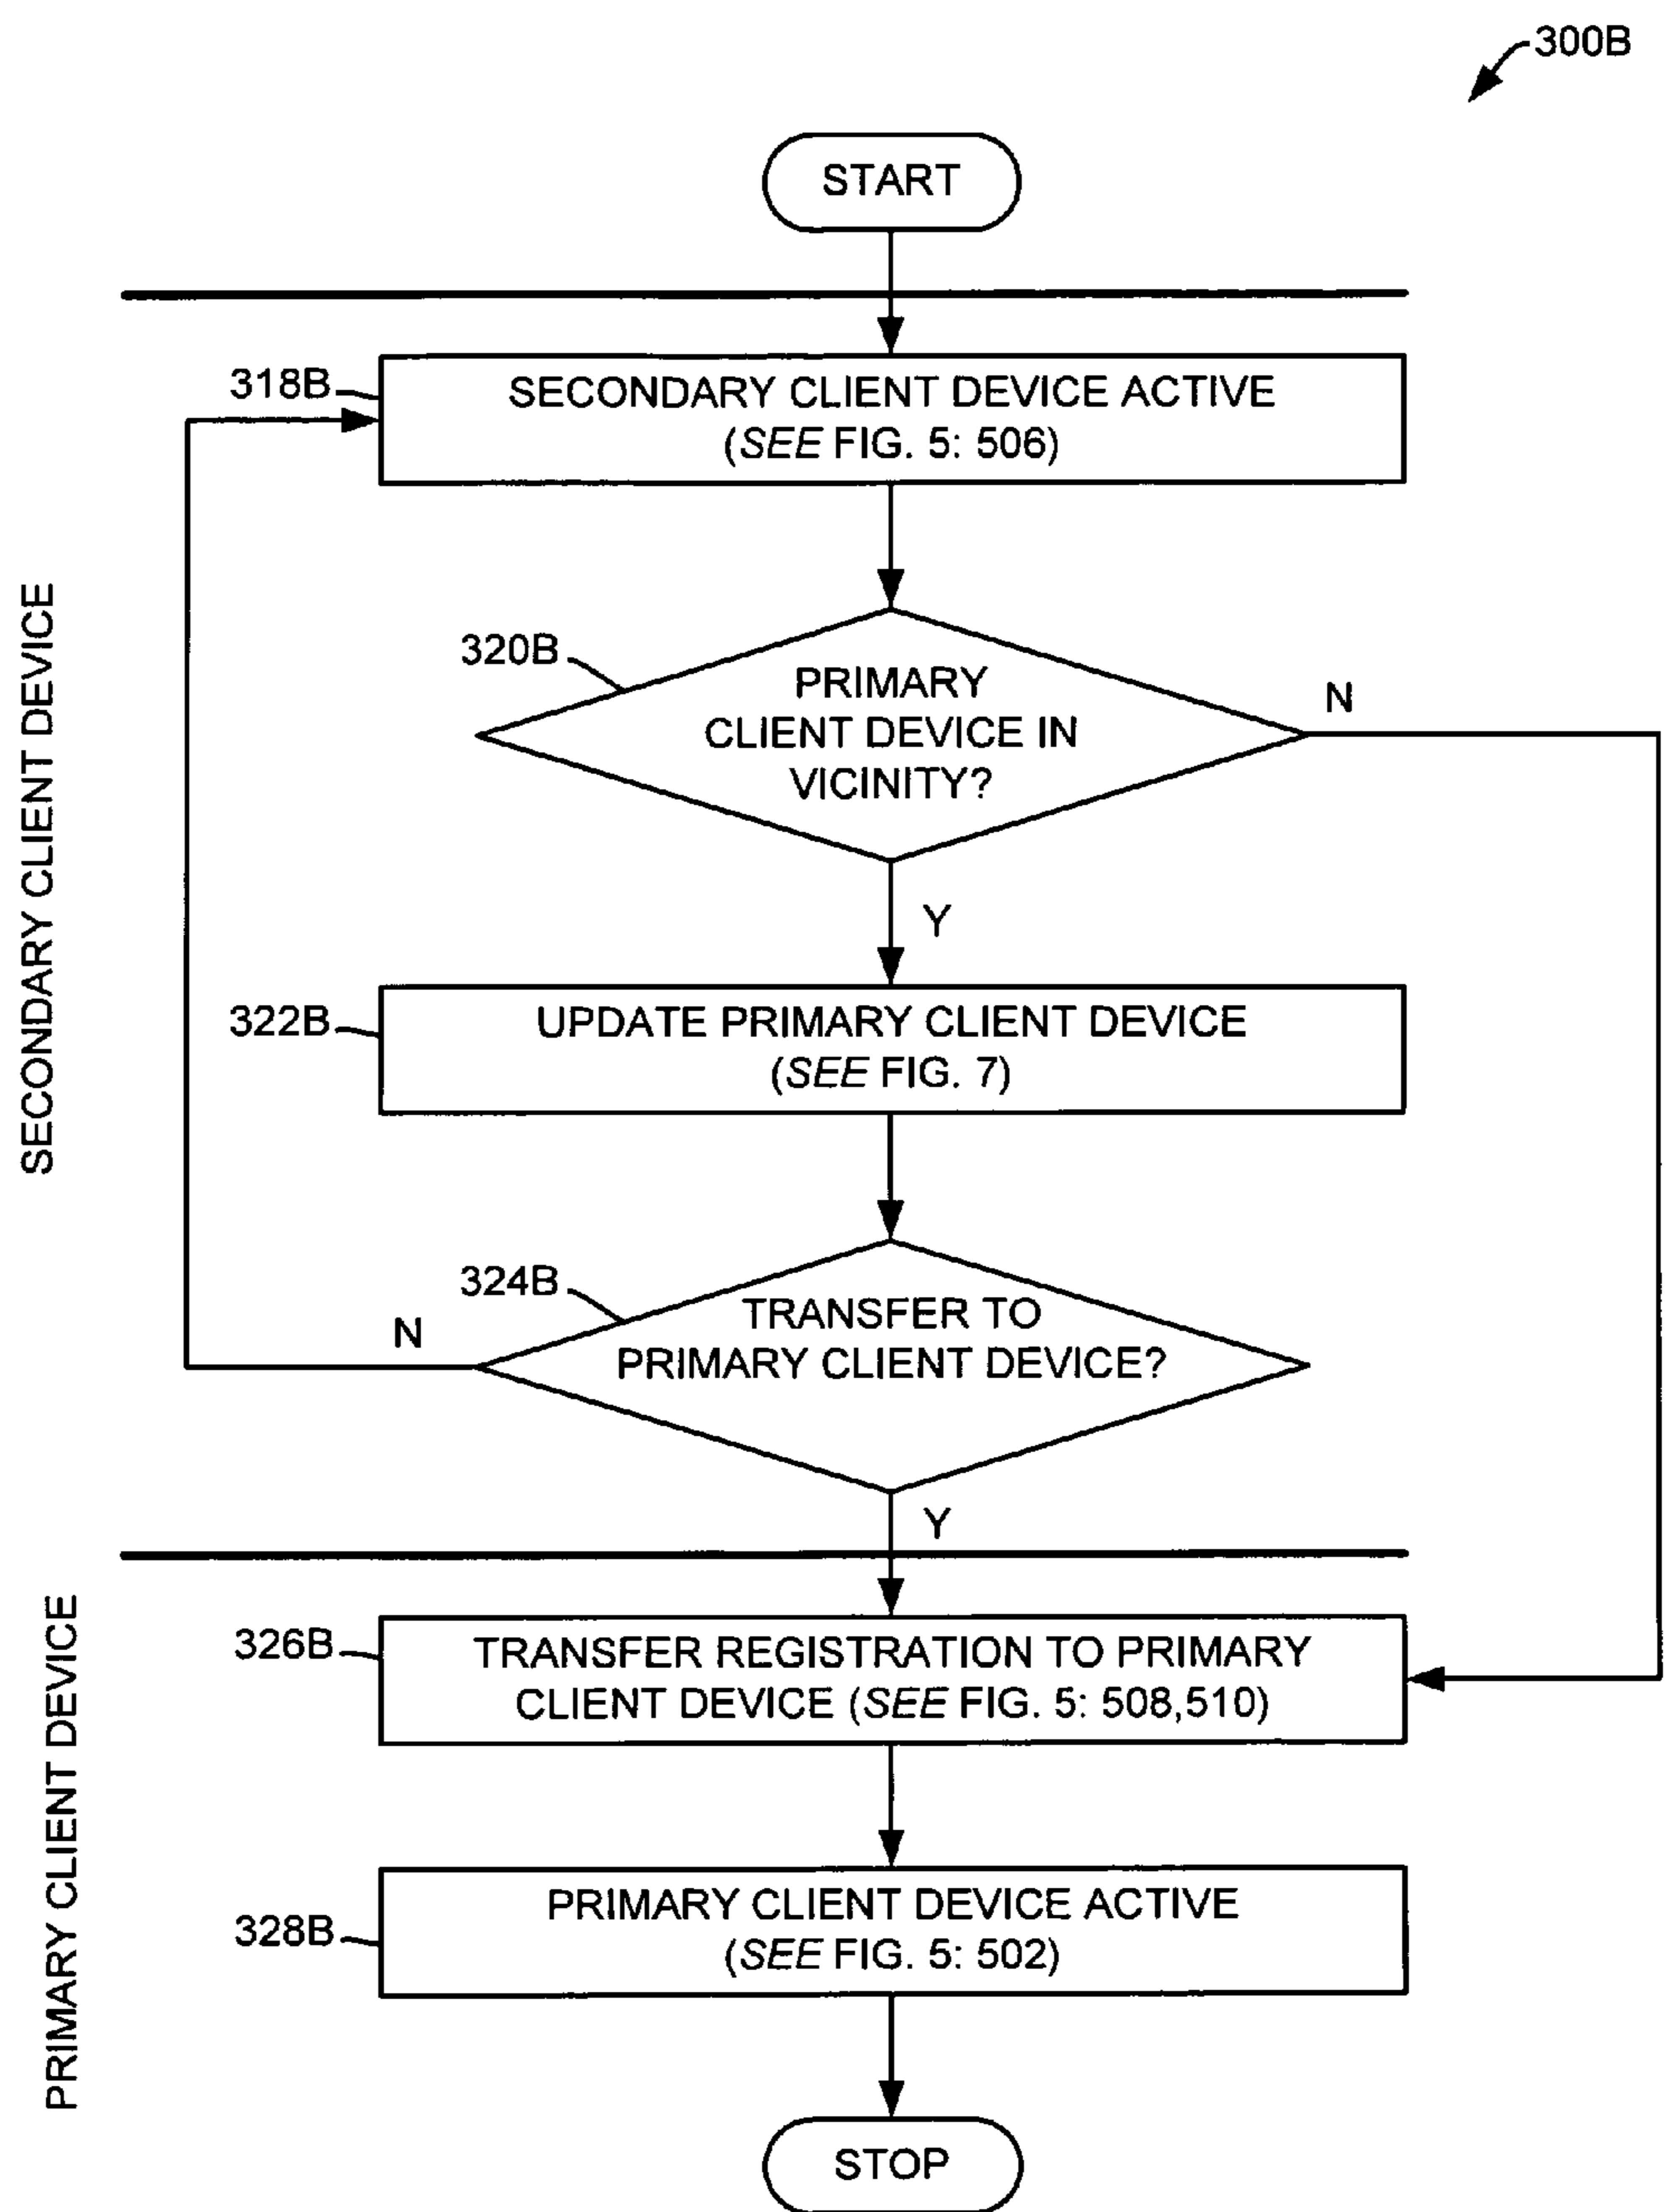 300B
START
318B
SECONDARY CLIENT DEVICE ACTIVE
(SEE FIG. 5: 506)
SECONDARY CLIENT DEVICE
320B
PRIMARY
CLIENT DEVICE IN
VICINITY?
N
Y
322B
UPDATE PRIMARY CLIENT DEVICE
(SEE FIG. 7)
324B
TRANSFER TO
PRIMARY CLIENT DEVICE?
N
Y
PRIMARY CLIENT DEVICE
326B
TRANSFER REGISTRATION TO PRIMARY
CLIENT DEVICE (SEE FIG. 5: 508,510)
328B
PRIMARY CLIENT DEVICE ACTIVE
(SEE FIG. 5: 502)
STOP